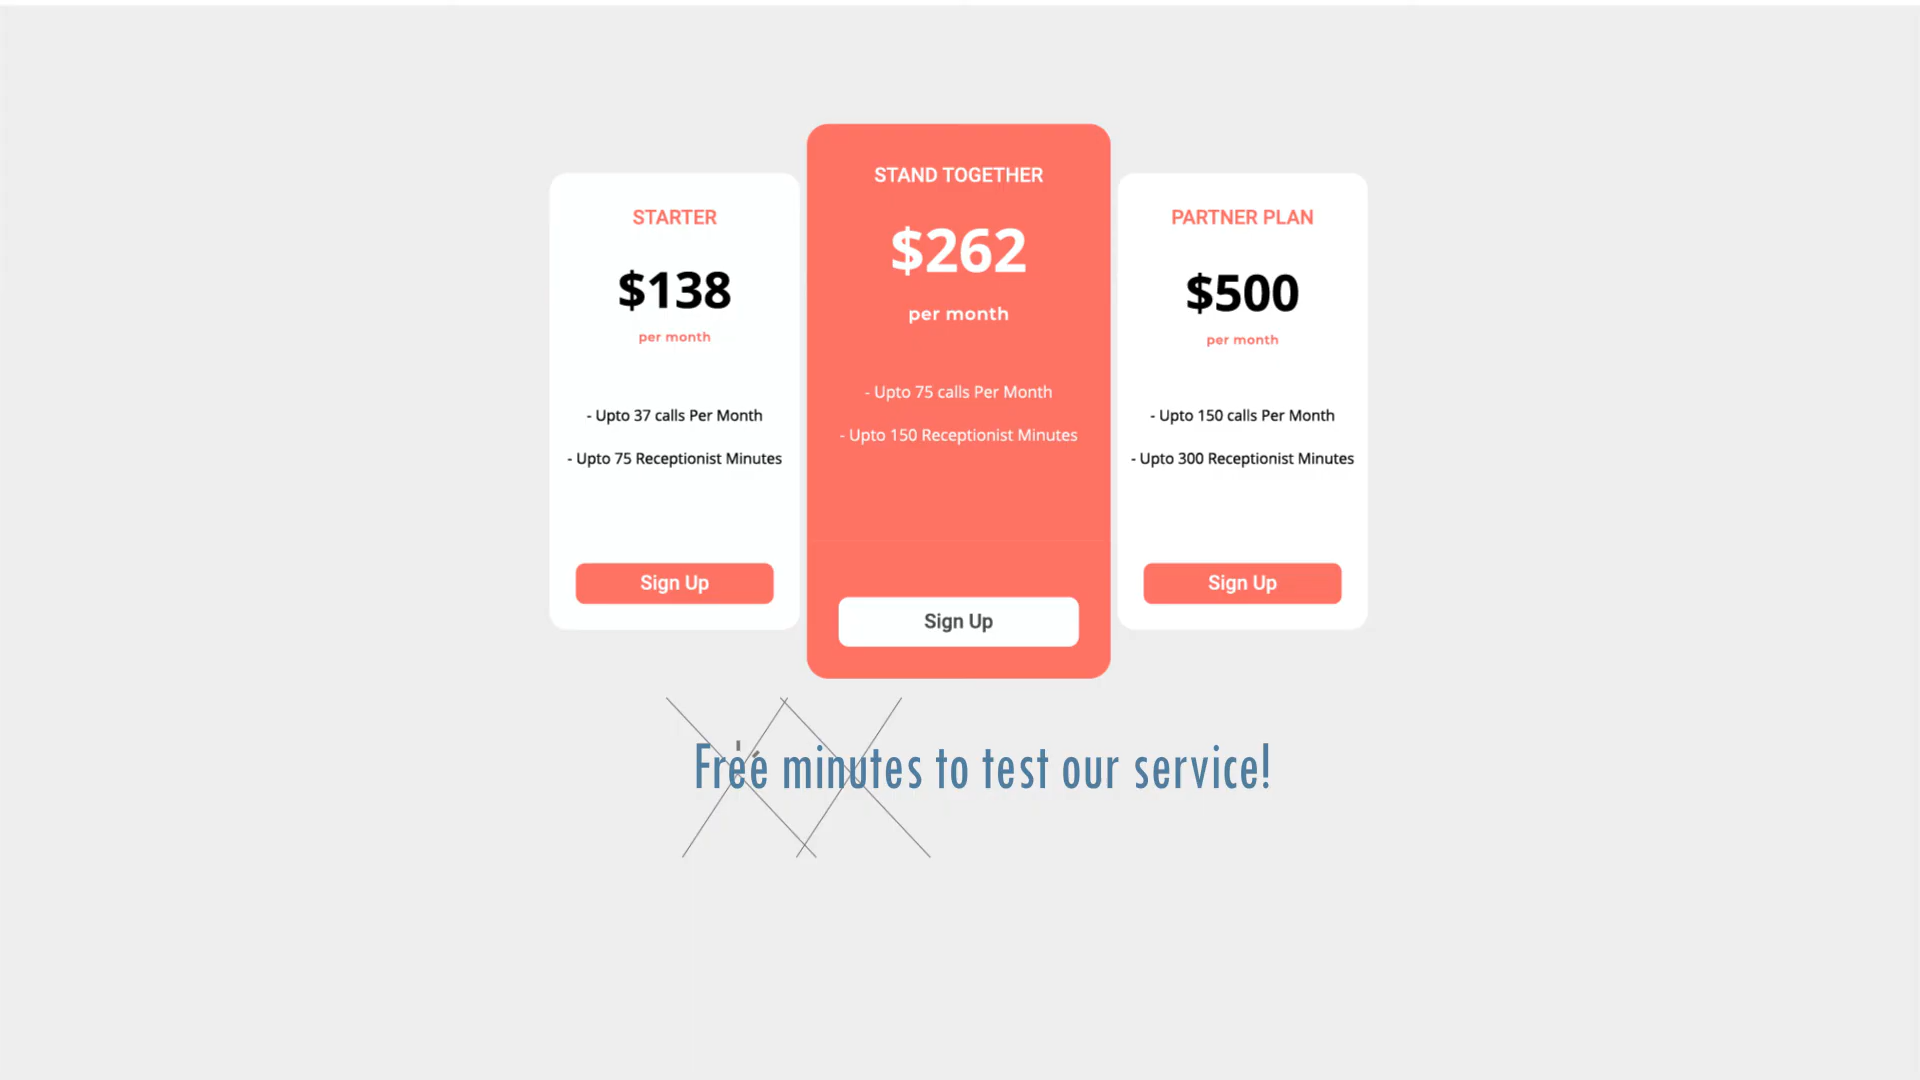 STARTER
$138
per month
- Upto 37 calls Per Month
- Upto 75 Receptionist Minutes
Sign Up
STAND TOGETHER
$262
per month
- Upto 75 calls Per Month
- Upto 150 Receptionist Minutes
Sign Up
PARTNER PLAN
$500
per month
- Upto 150 calls Per Month
- Upto 300 Receptionist Minutes
Sign Up
Free minutes to test our service!